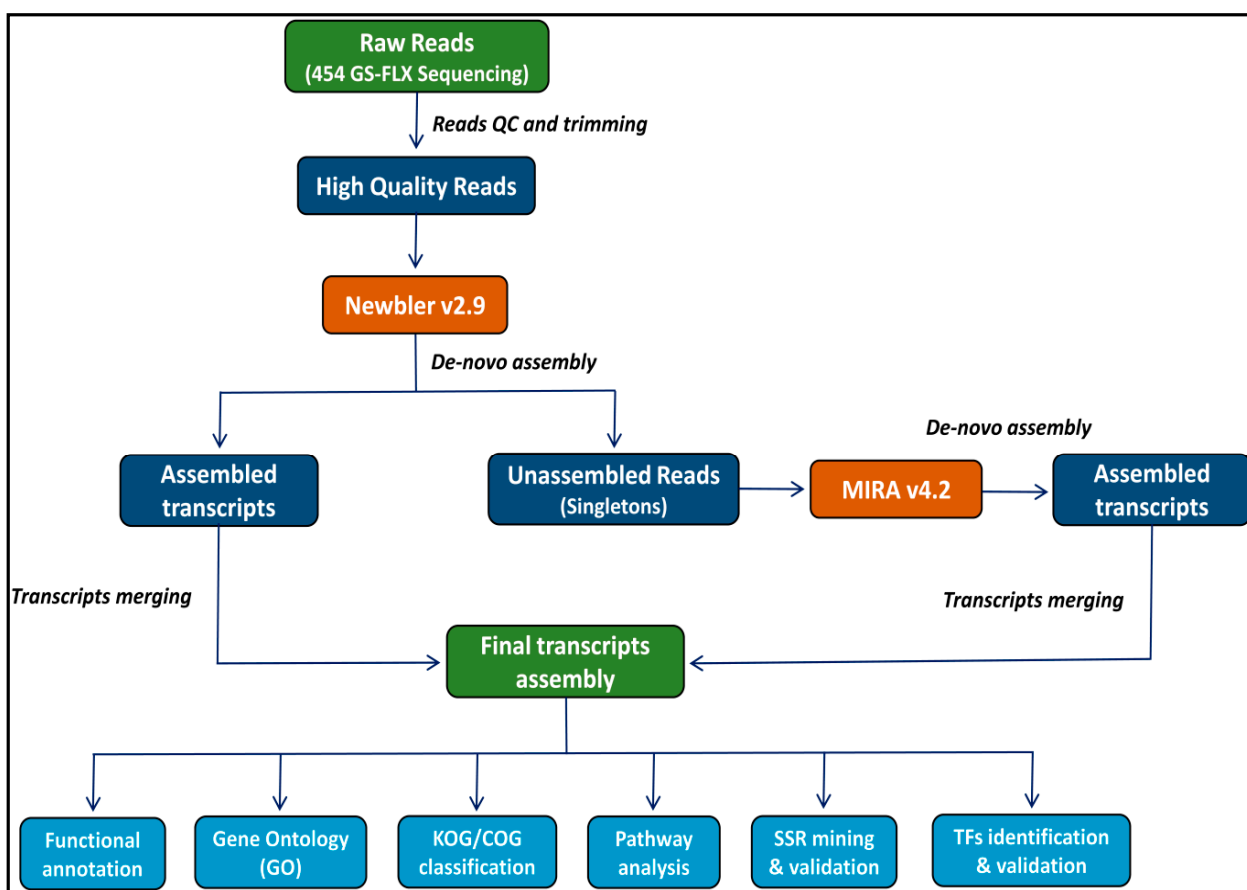 Raw Reads
(454 GS-FLX Sequencing)
Reads QC and trimming
High Quality Reads
Newbler v2.9
De-novo assembly
De-novo assembly
Assembled
transcripts
Unassembled Reads
(Singletons)
MIRA v4.2
Assembled
transcripts
Transcripts merging
Transcripts merging
Final transcripts
assembly
Functional
annotation
Gene Ontology
(GO)
KOG/COG
classification
Pathway
analysis
SSR mining
& validation
TFs identification
& validation